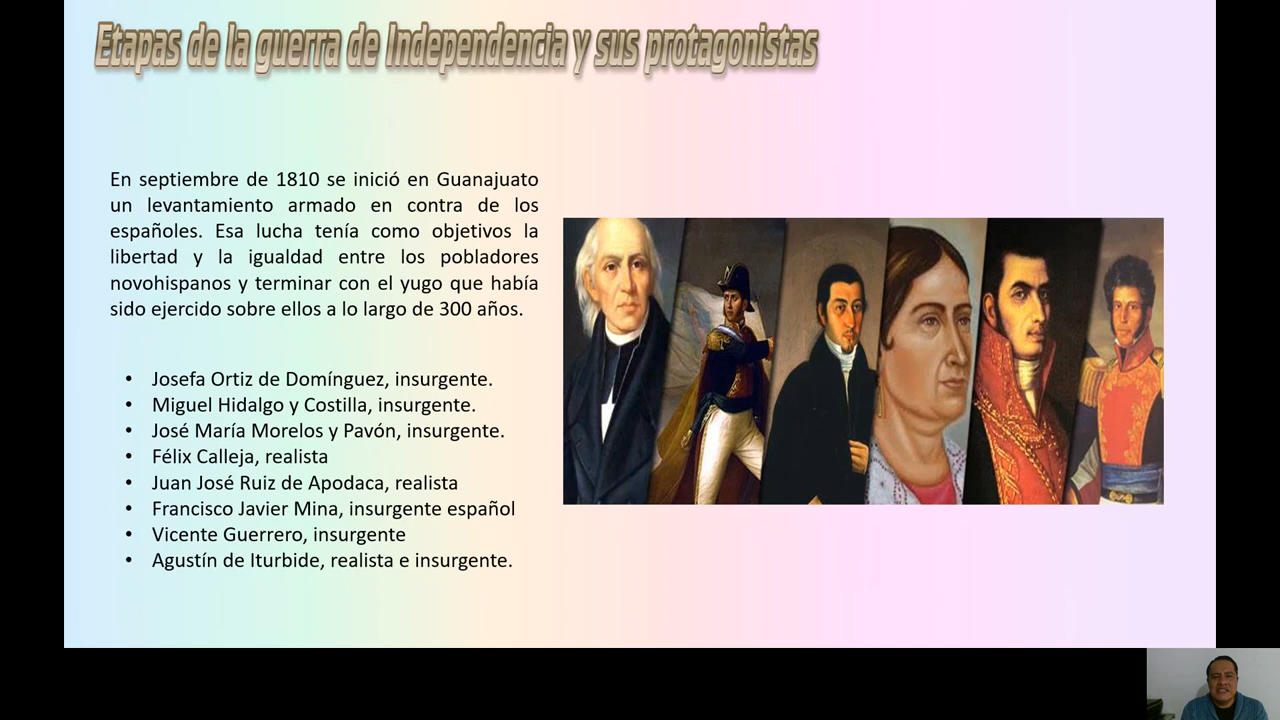 Etapas de la guerra de Independencia y sus protagonistas
En septiembre de 1810 se inició en Guanajuato
un levantamiento armado en contra de los
españoles. Esa lucha tenía como objetivos la
libertad y la igualdad entre los pobladores
novohispanos y terminar con el yugo que había
sido ejercido sobre ellos a lo largo de 300 años.
• Josefa Ortiz de Domínguez, insurgente.
• Miguel Hidalgo y Costilla, insurgente.
• José María Morelos y Pavón, insurgente.
• Félix Calleja, realista
• Juan José Ruiz de Apodaca, realista
• Francisco Javier Mina, insurgente español
• Vicente Guerrero, insurgente
• Agustín de Iturbide, realista e insurgente.